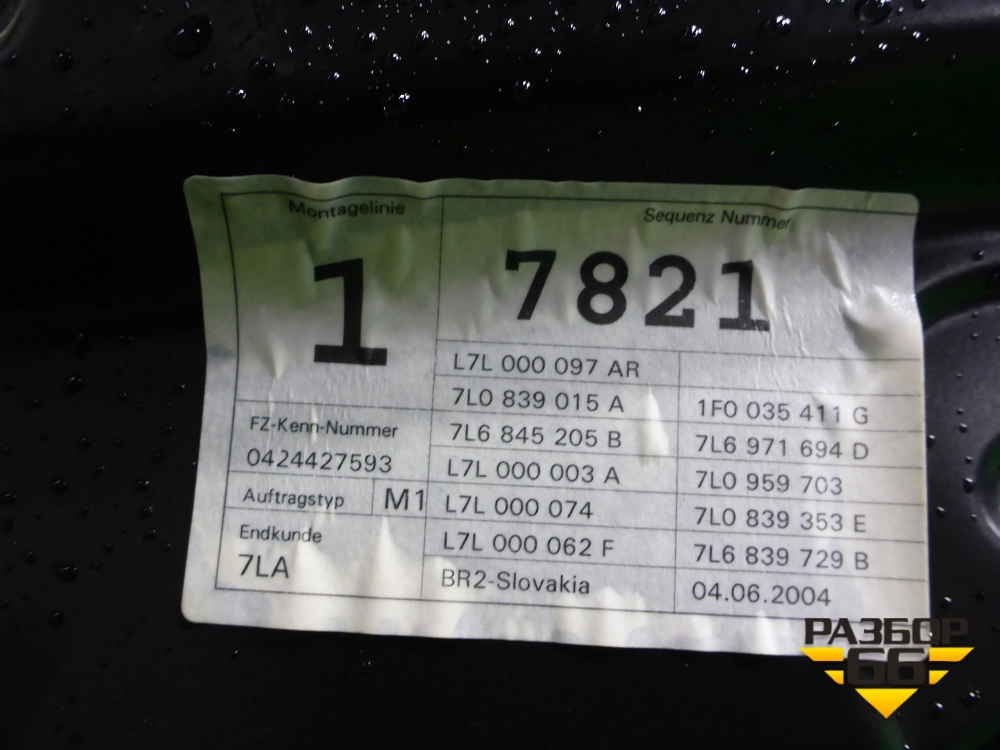 Montagelinie
Sequenz Nummer
1
7821
L7L 000 097 AR
7L0 839 015 A
1F0 035 411 G
FZ-Kenn-Nummer
7L6 845 205 B
7L6 971 694 D
0424427593
L7L 000 003 A
7L0 959 703
Auftragstyp
M1
L7L 000 074
7L0 839 353 E
Endkunde
L7L 000 062 F
7L6 839 729 B
7LA
BR2-Slovakia
04.06.2004
РАЗБОР
66